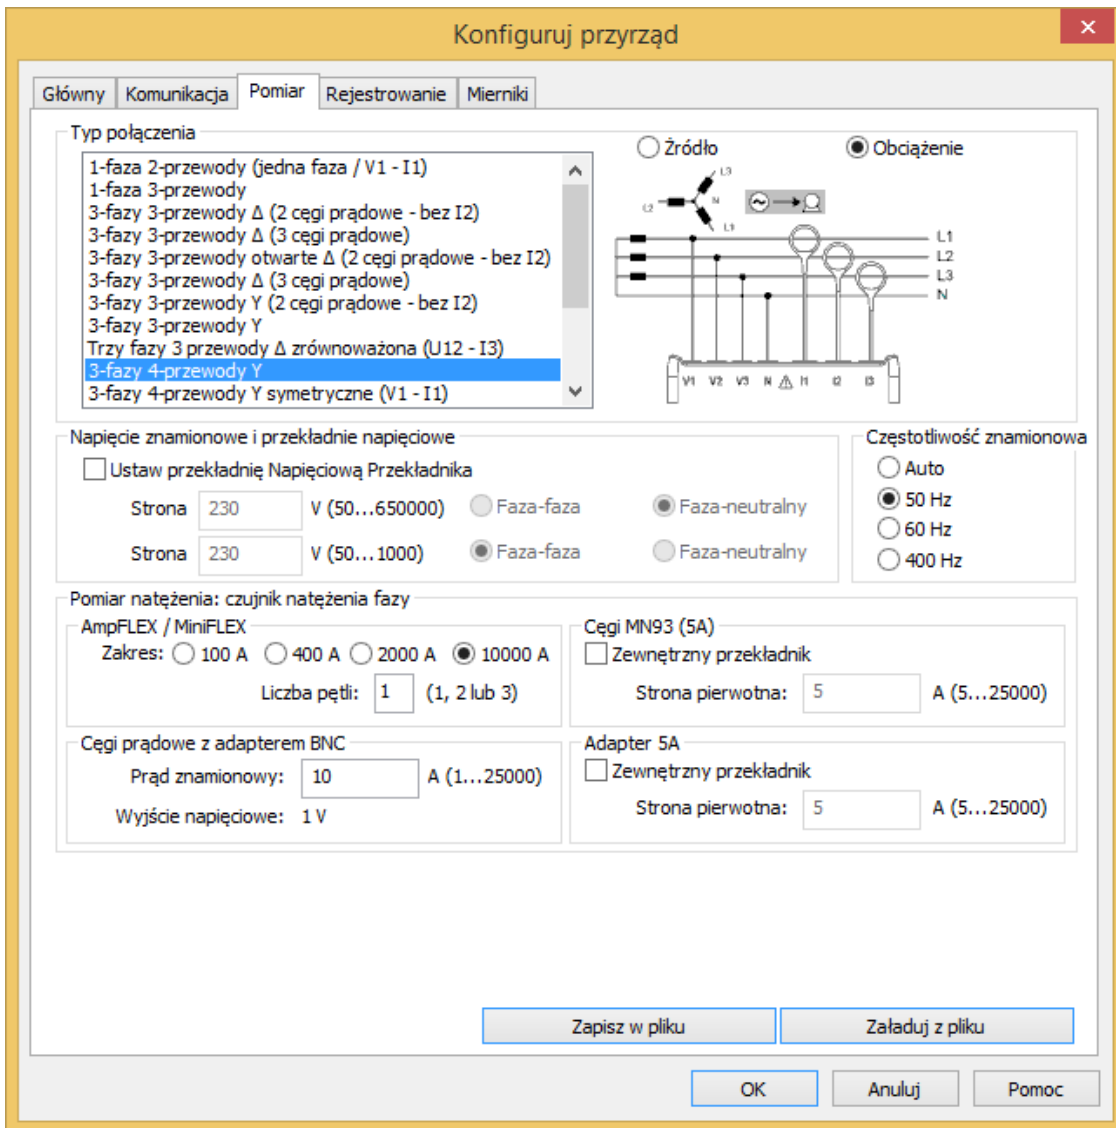 Konfiguruj przyrząd
Główny Komunikacja Pomiar Rejestrowanie Mierniki
Typ połączenia
1-faza 2-przewody (jedna faza / V1 - I1)
1-faza 3-przewody
3-fazy 3-przewody Δ (2 cęgi prądowe - bez I2)
3-fazy 3-przewody Δ (3 cęgi prądowe)
3-fazy 3-przewody otwarte Δ (2 cęgi prądowe - bez I2)
3-fazy 3-przewody Δ (3 cęgi prądowe)
3-fazy 3-przewody Y (2 cęgi prądowe - bez I2)
3-fazy 3-przewody Y
Trzy fazy 3 przewody Δ zrównoważona (U12 - I3)
3-fazy 4-przewody Y
3-fazy 4-przewody Y symetryczne (V1 - I1)
Źródło Obciążenie
L3
L2 N
L1
L1
L2
L3
N
V1 V2 V3 N I1 I2 I3
Napięcie znamionowe i przekładnie napięciowe
Ustaw przekładnię Napięciową Przekładnika
Strona 230 V (50...650000) Faza-faza Faza-neutralny
Strona 230 V (50...1000) Faza-faza Faza-neutralny
Częstotliwość znamionowa
Auto
50 Hz
60 Hz
400 Hz
Pomiar natężenia: czujnik natężenia fazy
AmpFLEX / MiniFLEX
Zakres: 100 A 400 A 2000 A 10000 A
Liczba pętli: 1 (1, 2 lub 3)
Cęgi MN93 (5A)
Zewnętrzny przekładnik
Strona pierwotna: 5 A (5...25000)
Cęgi prądowe z adapterem BNC
Prąd znamionowy: 10 A (1...25000)
Wyjście napięciowe: 1 V
Adapter 5A
Zewnętrzny przekładnik
Strona pierwotna: 5 A (5...25000)
Zapisz w pliku Załaduj z pliku
OK Anuluj Pomoc